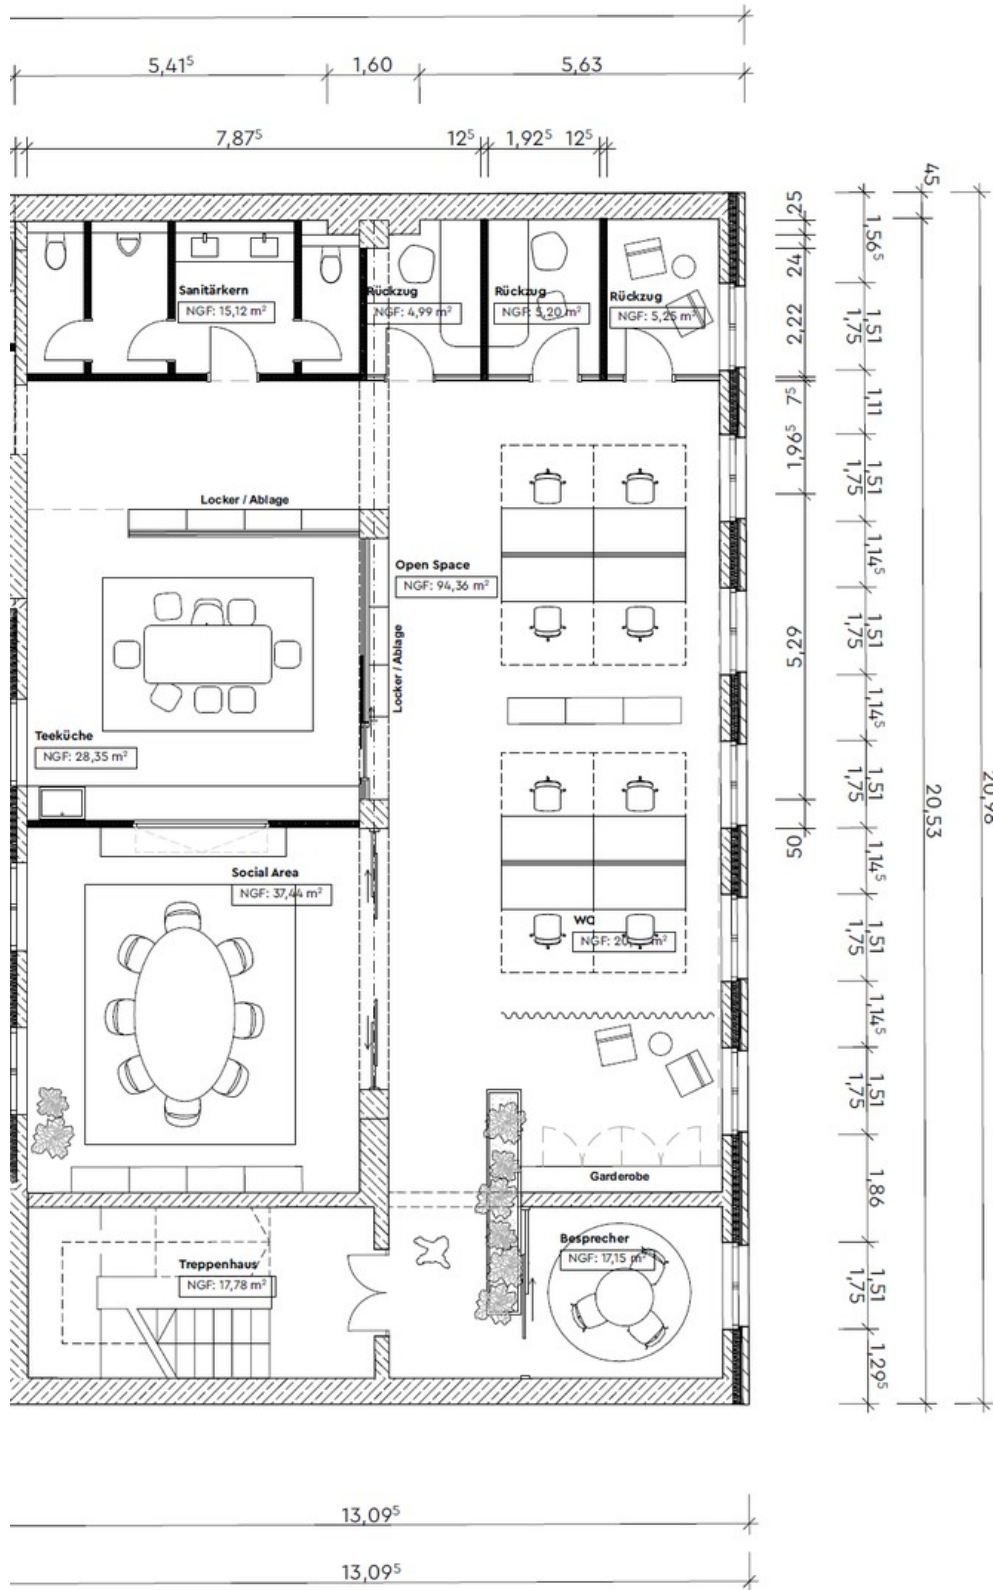 5,41⁵ 1,60 5,63
7,87⁵ 12⁵ 1,92⁵ 12⁵
45
25
1,56⁵
24
Sanitärkern
NGF: 15,12 m²
Rückzug
NGF: 4,99 m²
Rückzug
NGF: 5,20 m²
Rückzug
NGF: 5,25 m²
2,22
1,51
1,75
7⁵
1,11
1,96⁵
1,51
1,75
Locker / Ablage
Open Space
NGF: 94,36 m²
1,14⁵
1,51
1,75
Locker / Ablage
5,29
1,14⁵
Teeküche
NGF: 28,35 m²
1,51
1,75
20,53
20,98
50
1,14⁵
Social Area
NGF: 37,44 m²
WC
1,51
1,75
1,14⁵
1,51
1,75
Garderobe
1,86
Treppenhaus
NGF: 17,78 m²
Besprecher
NGF: 17,15 m²
1,51
1,75
1,29⁵
13,09⁵
13,09⁵